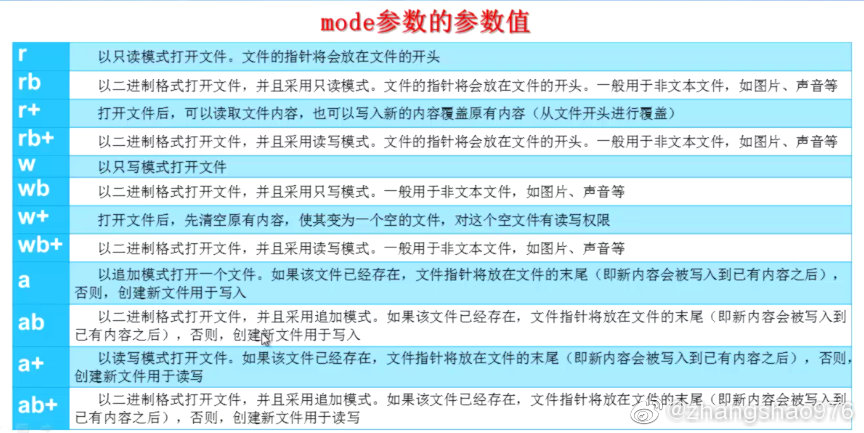 mode参数的参数值
r 以只读模式打开文件。文件的指针将会放在文件的开头
rb 以二进制格式打开文件，并且采用只读模式。文件的指针将会放在文件的开头。一般用于非文本文件，如图片、声音等
r+ 打开文件后，可以读取文件内容，也可以写入新的内容覆盖原有内容（从文件开头进行覆盖）
rb+ 以二进制格式打开文件，并且采用读写模式。文件的指针将会放在文件的开头。一般用于非文本文件，如图片、声音等
w 以只写模式打开文件
wb 以二进制格式打开文件，并且采用只写模式。一般用于非文本文件，如图片、声音等
w+ 打开文件后，先清空原有内容，使其变为一个空的文件，对这个空文件有读写权限
wb+ 以二进制格式打开文件，并且采用读写模式。一般用于非文本文件，如图片、声音等
a 以追加模式打开一个文件。如果该文件已经存在，文件指针将放在文件的末尾（即新内容会被写入到已有内容之后），
否则，创建新文件用于写入
ab 以二进制格式打开文件，并且采用追加模式。如果该文件已经存在，文件指针将放在文件的末尾（即新内容会被写入到
已有内容之后），否则，创建新文件用于写入
a+ 以读写模式打开文件。如果该文件已经存在，文件指针将放在文件的末尾（即新内容会被写入到已有内容之后），否则，
创建新文件用于读写
ab+ 以二进制格式打开文件，并且采用追加模式。如果该文件已经存在，文件指针将放在文件的末尾（即新内容会被写入到
已有内容之后），否则，创建新文件用于读写
@zhangshao976